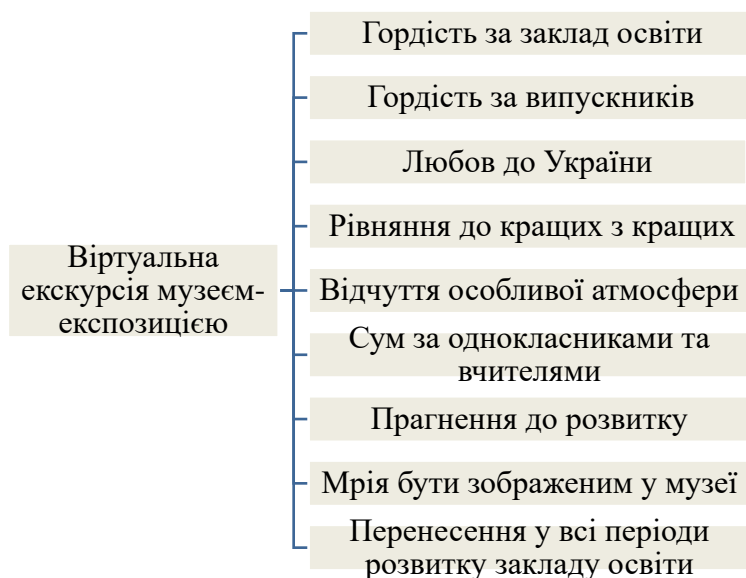 Гордість за заклад освіти
Гордість за випускників
Любов до України
Рівняння до кращих з кращих
Віртуальна
екскурсія музеєм-
експозицією
Відчуття особливої атмосфери
Сум за однокласниками та
вчителями
Прагнення до розвитку
Мрія бути зображеним у музеї
Перенесення у всі періоди
розвитку закладу освіти